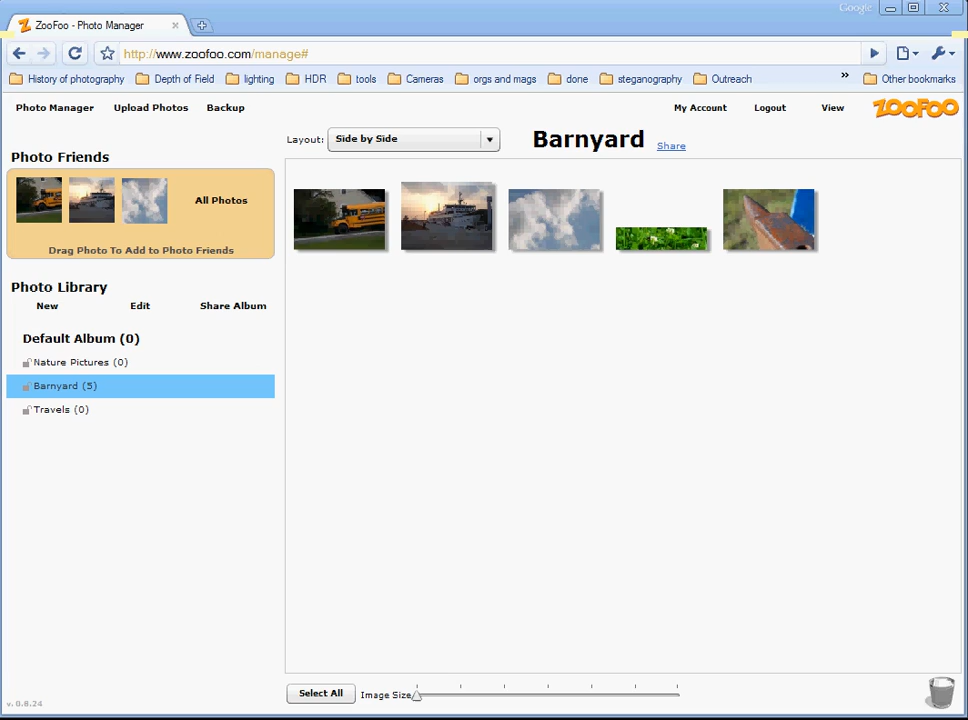 Google
ZooFoo - Photo Manager
http://www.zoofoo.com/manage#
History of photography Depth of Field lighting HDR tools Cameras orgs and mags done steganography Outreach » Other bookmarks
Photo Manager Upload Photos Backup My Account Logout View ZOOFOO
Layout: Side by Side Barnyard Share
Photo Friends
All Photos
Drag Photo To Add to Photo Friends
Photo Library
New Edit Share Album
Default Album (0)
Nature Pictures (0)
Barnyard (5)
Travels (0)
Select All Image Size
v. 0.8.24